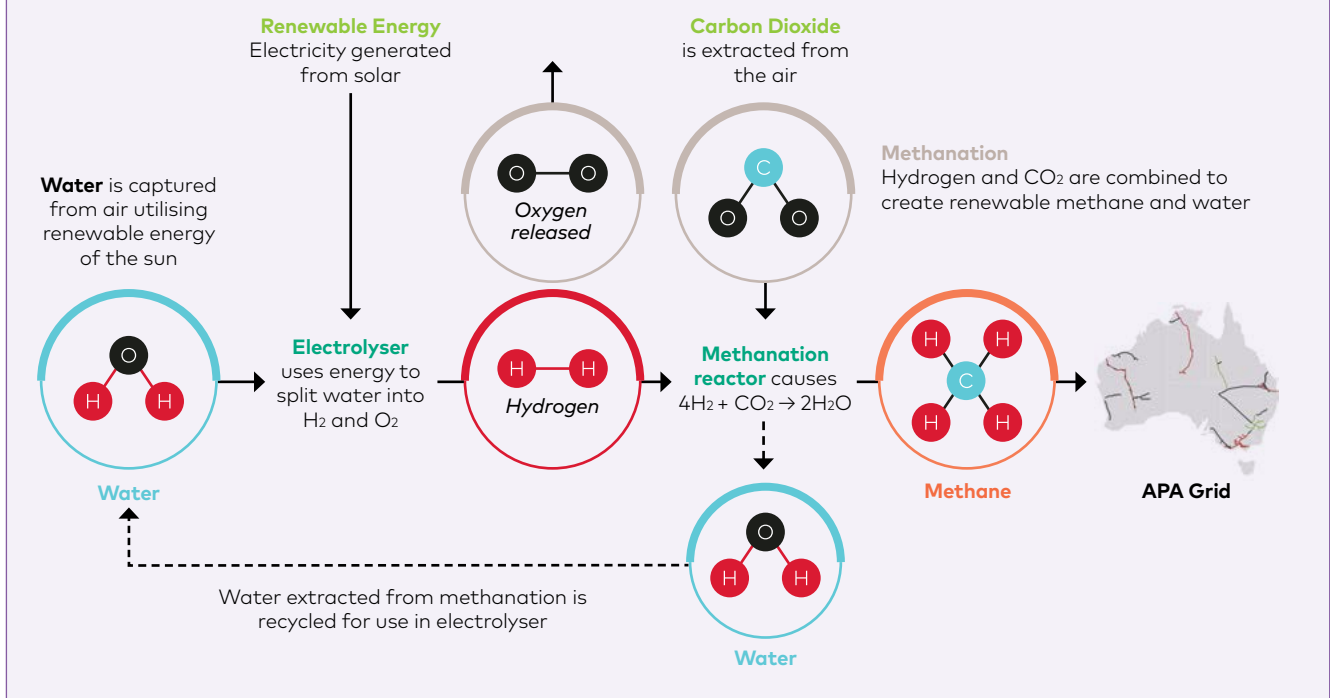 Renewable Energy
Electricity generated
from solar
Carbon Dioxide
is extracted from
the air
Water is captured
from air utilising
renewable energy
of the sun
O
O
Oxygen
released
C
O
O
Methanation
Hydrogen and CO2 are combined to
create renewable methane and water
O
H
H
Water
Electrolyser
uses energy to
split water into
H2 and O2
H
H
Hydrogen
Methanation
reactor causes
4H2 + CO2 → 2H2O
H
H
C
H
H
Methane
APA Grid
O
H
H
Water
Water extracted from methanation is
recycled for use in electrolyser